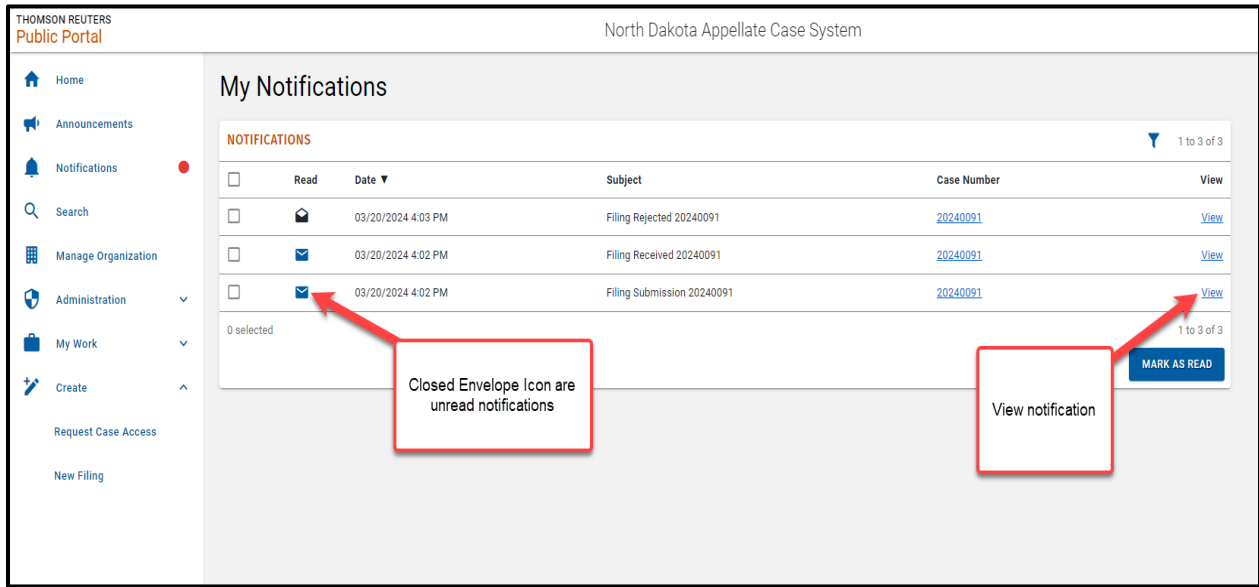 THOMSON REUTERS
Public Portal
North Dakota Appellate Case System
Home
Announcements
Notifications
Search
Manage Organization
Administration
My Work
Create
Request Case Access
New Filing
My Notifications
NOTIFICATIONS
1 to 3 of 3
Read Date ▼ Subject Case Number View
03/20/2024 4:03 PM Filing Rejected 20240091 20240091 View
03/20/2024 4:02 PM Filing Received 20240091 20240091 View
03/20/2024 4:02 PM Filing Submission 20240091 20240091 View
0 selected
1 to 3 of 3
MARK AS READ
Closed Envelope Icon are
unread notifications
View notification